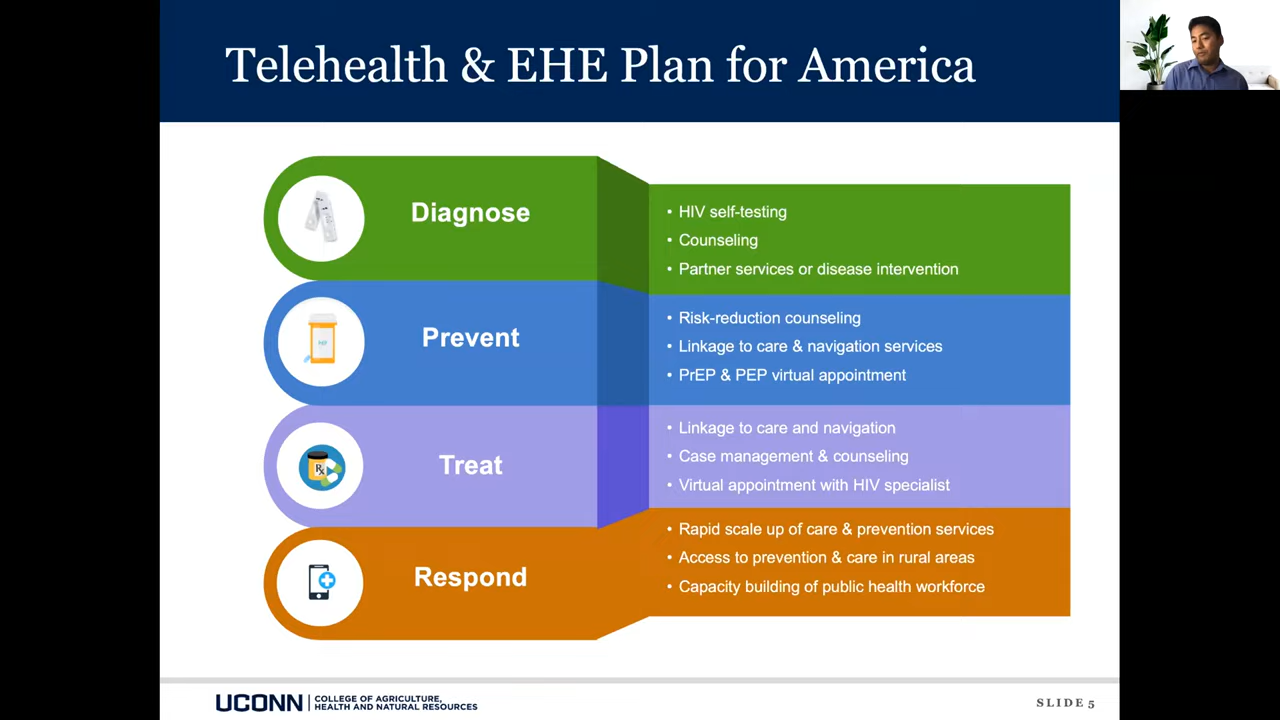 Telehealth & EHE Plan for America
Diagnose
• HIV self-testing
• Counseling
• Partner services or disease intervention
Prevent
• Risk-reduction counseling
• Linkage to care & navigation services
• PrEP & PEP virtual appointment
Treat
• Linkage to care and navigation
• Case management & counseling
• Virtual appointment with HIV specialist
Respond
• Rapid scale up of care & prevention services
• Access to prevention & care in rural areas
• Capacity building of public health workforce
UCONN
COLLEGE OF AGRICULTURE,
HEALTH AND NATURAL RESOURCES
SLIDE 5